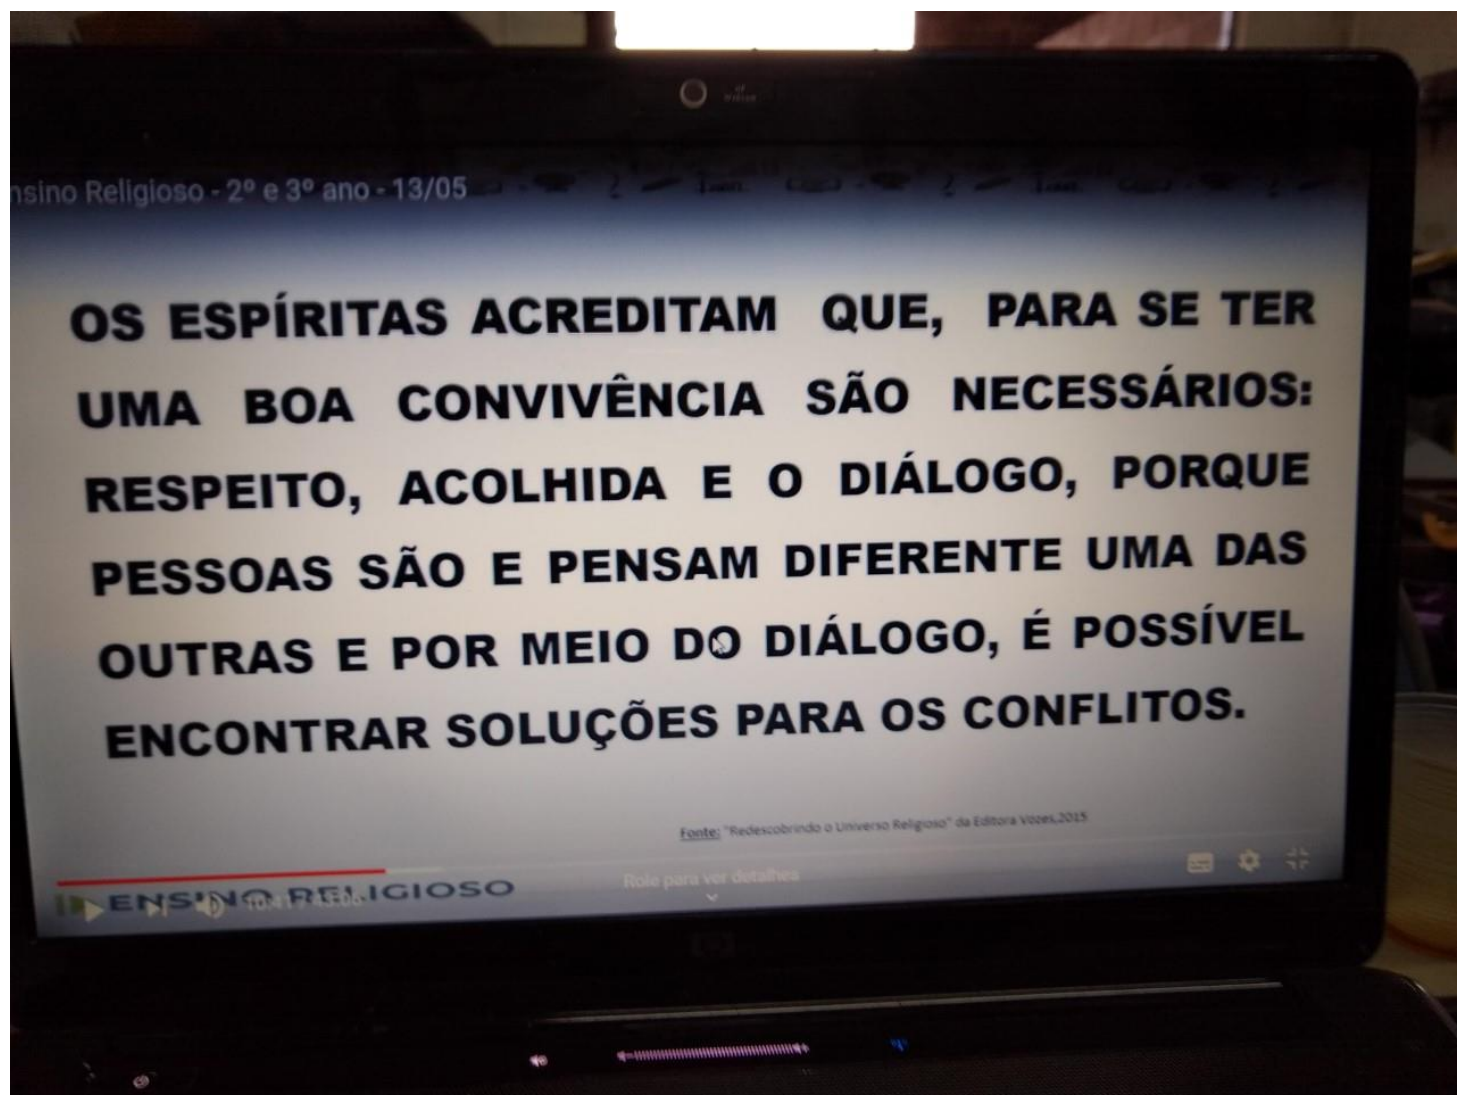 nsino Religioso - 2º e 3º ano - 13/05
OS ESPÍRITAS ACREDITAM QUE, PARA SE TER
UMA BOA CONVIVÊNCIA SÃO NECESSÁRIOS:
RESPEITO, ACOLHIDA E O DIÁLOGO, PORQUE
PESSOAS SÃO E PENSAM DIFERENTE UMA DAS
OUTRAS E POR MEIO DO DIÁLOGO, É POSSÍVEL
ENCONTRAR SOLUÇÕES PARA OS CONFLITOS.
Fonte: "Redescobrindo o Universo Religioso" da Editora Vozes,2015
Role para ver detalhes
ENSINO RELIGIOSO